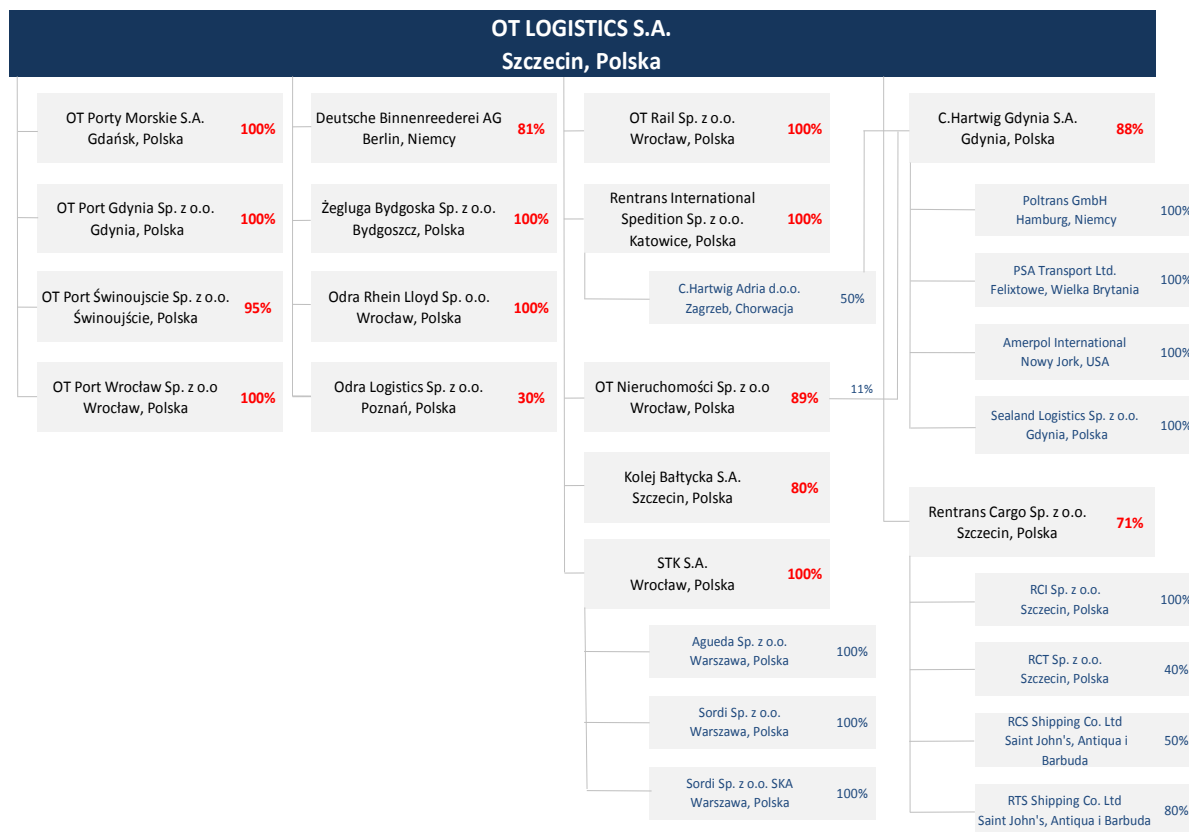 OT LOGISTICS S.A.
Szczecin, Polska
OT Porty Morskie S.A.
Gdańsk, Polska
100%
OT Port Gdynia Sp. z o.o.
Gdynia, Polska
100%
OT Port Świnoujscie Sp. z o.o.
Świnoujście, Polska
95%
OT Port Wrocław Sp. z o.o
Wrocław, Polska
100%
Deutsche Binnenreederei AG
Berlin, Niemcy
81%
Żegluga Bydgoska Sp. z o.o.
Bydgoszcz, Polska
100%
Odra Rhein Lloyd Sp. o.o.
Wrocław, Polska
100%
Odra Logistics Sp. z o.o.
Poznań, Polska
30%
OT Rail Sp. z o.o.
Wrocław, Polska
100%
Rentrans International
Spedition Sp. z o.o.
Katowice, Polska
100%
C.Hartwig Adria d.o.o.
Zagrzeb, Chorwacja
50%
OT Nieruchomości Sp. z o.o
Wrocław, Polska
89%
11%
Kolej Bałtycka S.A.
Szczecin, Polska
80%
STK S.A.
Wrocław, Polska
100%
Agueda Sp. z o.o.
Warszawa, Polska
100%
Sordi Sp. z o.o.
Warszawa, Polska
100%
Sordi Sp. z o.o. SKA
Warszawa, Polska
100%
C.Hartwig Gdynia S.A.
Gdynia, Polska
88%
Poltrans GmbH
Hamburg, Niemcy
100%
PSA Transport Ltd.
Felixtowe, Wielka Brytania
100%
Amerpol International
Nowy Jork, USA
100%
Sealand Logistics Sp. z o.o.
Gdynia, Polska
100%
Rentrans Cargo Sp. z o.o.
Szczecin, Polska
71%
RCI Sp. z o.o.
Szczecin, Polska
100%
RCT Sp. z o.o.
Szczecin, Polska
40%
RCS Shipping Co. Ltd
Saint John's, Antiqua i
Barbuda
50%
RTS Shipping Co. Ltd
Saint John's, Antiqua i Barbuda
80%